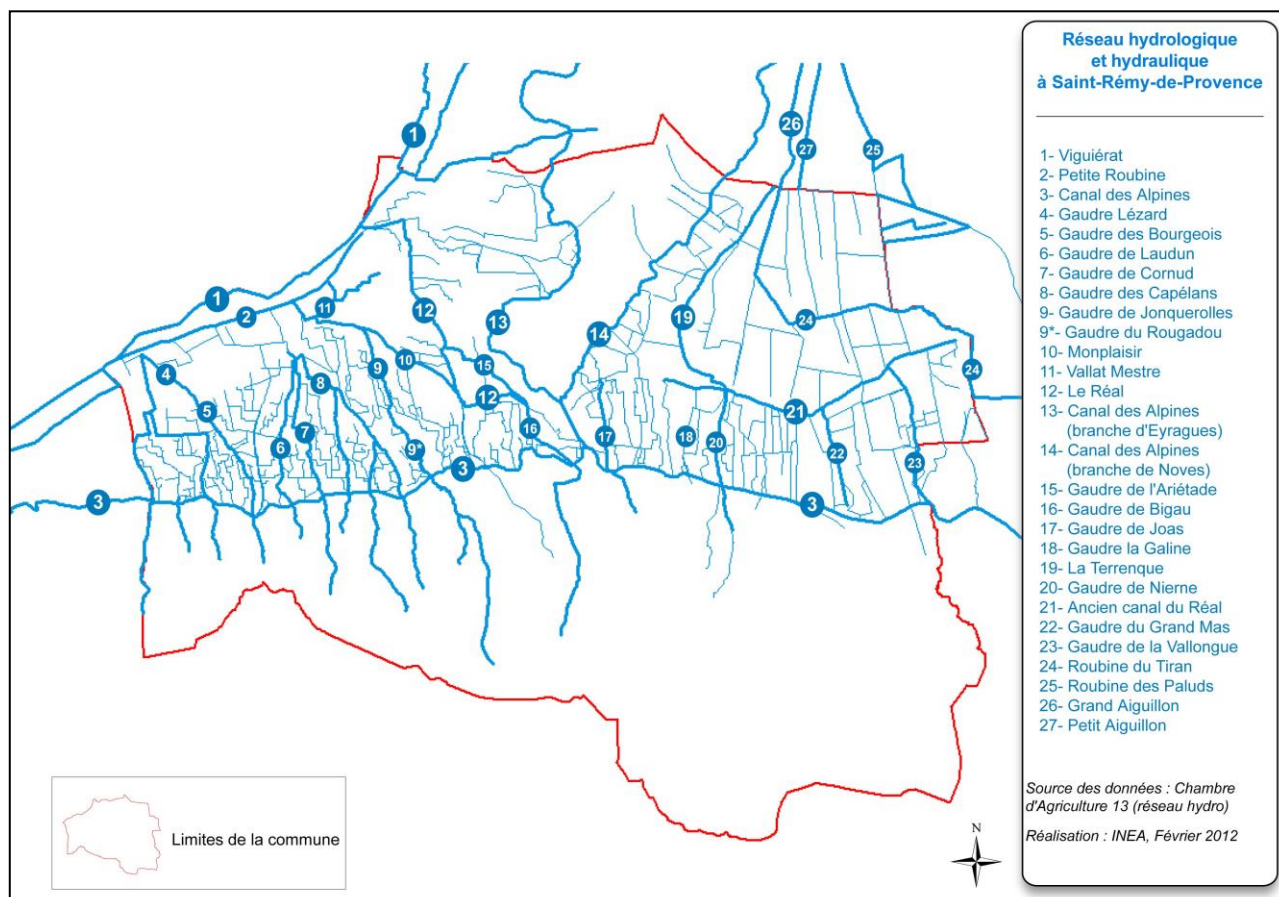 Réseau hydrologique
et hydraulique
à Saint-Rémy-de-Provence
1- Viguiérat
2- Petite Roubine
3- Canal des Alpines
4- Gaudre Lézard
5- Gaudre des Bourgeois
6- Gaudre de Laudun
7- Gaudre de Cornud
8- Gaudre des Capélans
9- Gaudre de Jonquerolles
9*- Gaudre du Rougadou
10- Monplaisir
11- Vallat Mestre
12- Le Réal
13- Canal des Alpines
(branche d'Eyragues)
14- Canal des Alpines
(branche de Noves)
15- Gaudre de l'Ariétade
16- Gaudre de Bigau
17- Gaudre de Joas
18- Gaudre la Galine
19- La Terrenque
20- Gaudre de Nierne
21- Ancien canal du Réal
22- Gaudre du Grand Mas
23- Gaudre de la Vallongue
24- Roubine du Tiran
25- Roubine des Paluds
26- Grand Aiguillon
27- Petit Aiguillon
Source des données : Chambre
d'Agriculture 13 (réseau hydro)
Réalisation : INEA, Février 2012
26
1
27
25
1
11
2
12
13
19
24
14
10
15
9
4
24
8
12
5
21
16
7
17
18
20
6
9*
22
3
23
3
3
Limites de la commune
N